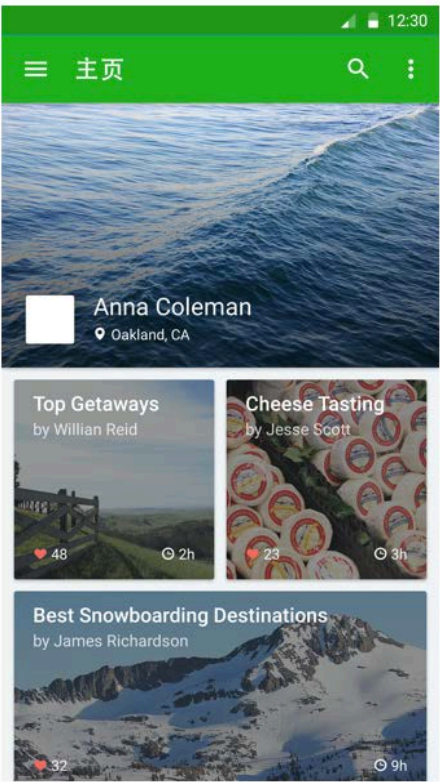 12:30
主页
Anna Coleman
Oakland, CA
Top Getaways
by Willian Reid
48
2h
Cheese Tasting
by Jesse Scott
23
3h
Best Snowboarding Destinations
by James Richardson
32
9h